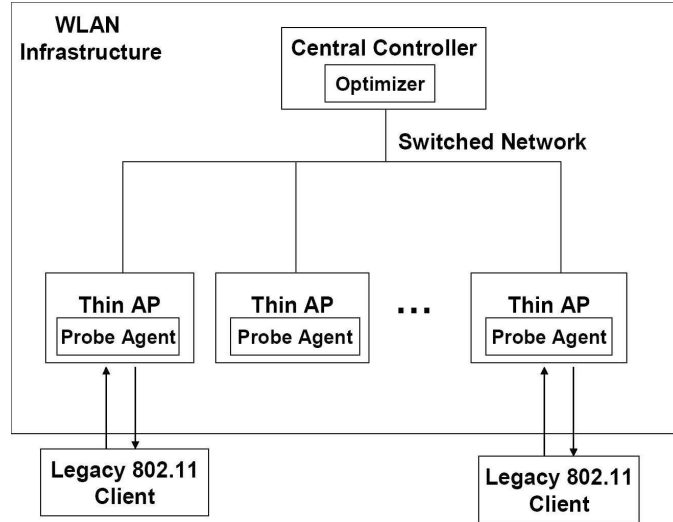 WLAN
Infrastructure
Central Controller
Optimizer
Switched Network
Thin AP
Probe Agent
Thin AP
Probe Agent
...
Thin AP
Probe Agent
Legacy 802.11
Client
Legacy 802.11
Client